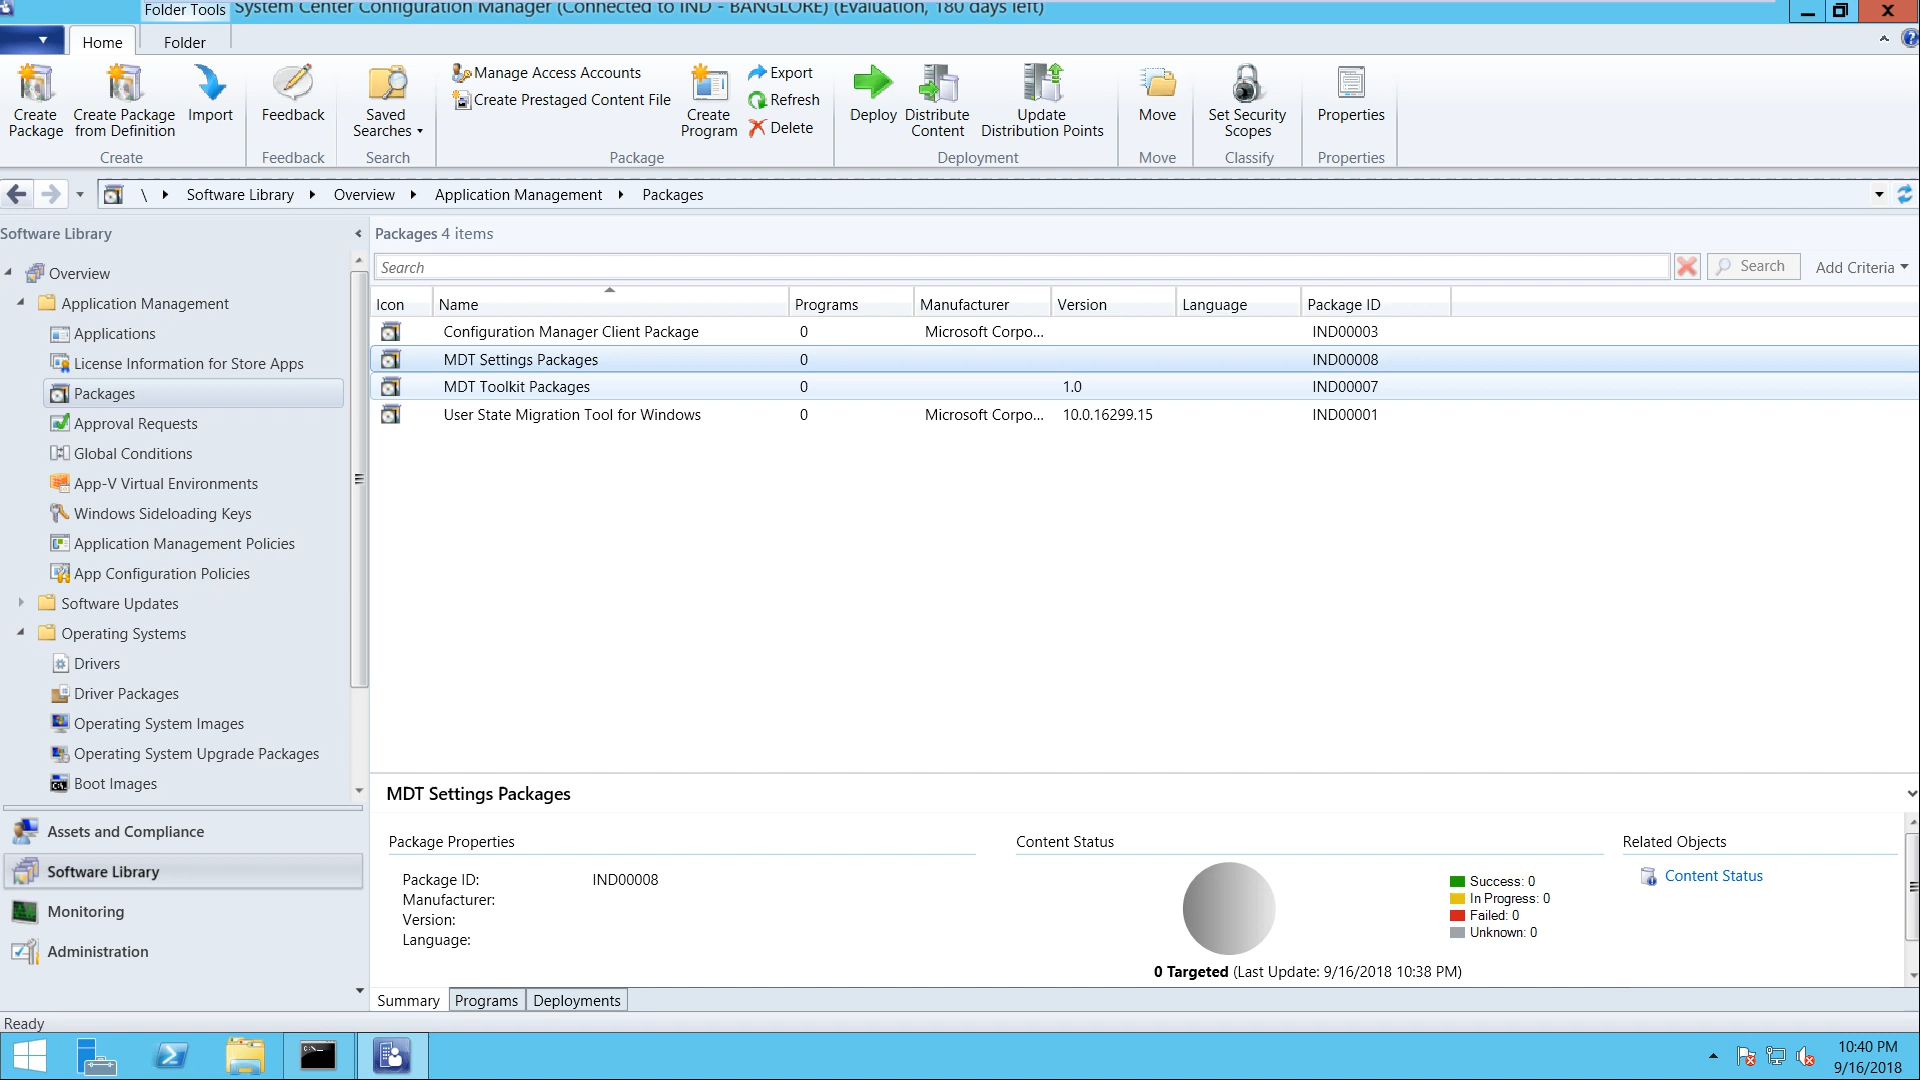 Folder Tools
System Center Configuration Manager (Connected to IND - BANGLORE) (Evaluation, 180 days left)
Home
Folder
Create Package
Create Package from Definition
Import
Create
Feedback
Feedback
Saved Searches
Search
Manage Access Accounts
Create Prestaged Content File
Create Program
Export
Refresh
Delete
Package
Deploy
Distribute Content
Update Distribution Points
Deployment
Move
Move
Set Security Scopes
Classify
Properties
Properties
\ Software Library Overview Application Management Packages
Software Library
Overview
Application Management
Applications
License Information for Store Apps
Packages
Approval Requests
Global Conditions
App-V Virtual Environments
Windows Sideloading Keys
Application Management Policies
App Configuration Policies
Software Updates
Operating Systems
Drivers
Driver Packages
Operating System Images
Operating System Upgrade Packages
Boot Images
Assets and Compliance
Software Library
Monitoring
Administration
Packages 4 items
Search
Search
Add Criteria
Icon Name Programs Manufacturer Version Language Package ID
Configuration Manager Client Package 0 Microsoft Corpo... IND00003
MDT Settings Packages 0 IND00008
MDT Toolkit Packages 0 1.0 IND00007
User State Migration Tool for Windows 0 Microsoft Corpo... 10.0.16299.15 IND00001
MDT Settings Packages
Package Properties
Package ID: IND00008
Manufacturer:
Version:
Language:
Content Status
Success: 0
In Progress: 0
Failed: 0
Unknown: 0
0 Targeted (Last Update: 9/16/2018 10:38 PM)
Related Objects
Content Status
Summary Programs Deployments
Ready
10:40 PM
9/16/2018